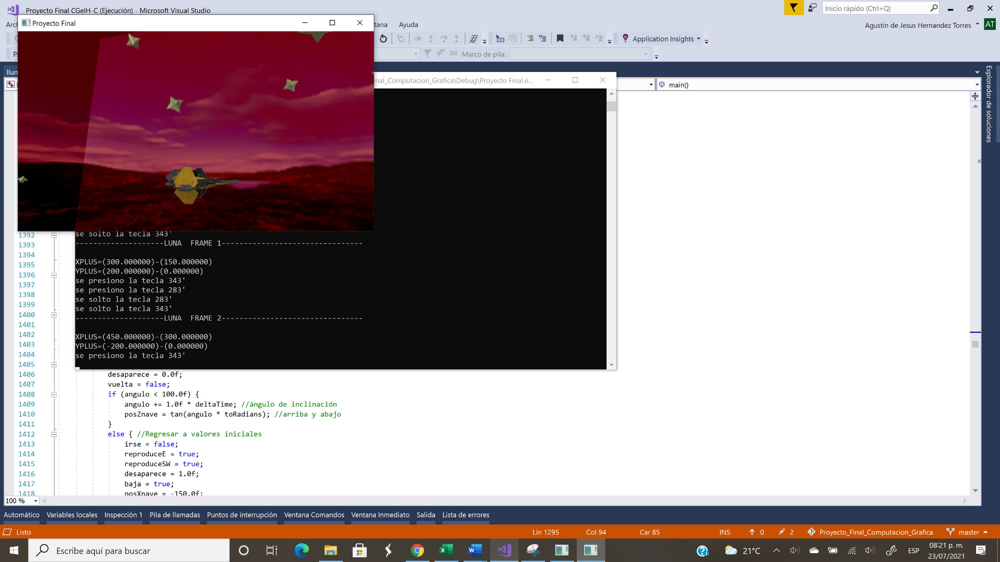 Proyecto Final CGeIH-C (Ejecución) - Microsoft Visual Studio
Inicio rápido (Ctrl+Q)
Proyecto Final
Ayuda
Agustin de Jesus Hernandez Torres
AT
Application Insights
Marco de pila:
inal_Computacion_Grafica\Debug\Proyecto Final.e...
main()
Explorador de soluciones
se solto la tecla 343'
--------------------LUNA  FRAME 1--------------------------------
XPLUS=(300.000000)-(150.000000)
YPLUS=(200.000000)-(0.000000)
se presiono la tecla 343'
se presiono la tecla 283'
se solto la tecla 283'
se solto la tecla 343'
--------------------LUNA  FRAME 2--------------------------------
XPLUS=(450.000000)-(300.000000)
YPLUS=(-200.000000)-(0.000000)
se presiono la tecla 343'
1392
1393
1394
1395
1396
1397
1398
1399
1400
1401
1402
1403
1404
1405
1406 desaparece = 0.0f;
1407 vuelta = false;
1408 if (angulo < 100.0f) {
1409 angulo += 1.0f * deltaTime; //ángulo de inclinación
1410 posZnave = tan(angulo * toRadians); //arriba y abajo
1411 }
1412 else { //Regresar a valores iniciales
1413 irse = false;
1414 reproduceE = true;
1415 reproduceSW = true;
1416 desaparece = 1.0f;
1417 baja = true;
1418 posXnave = -150.0f;
100 %
Automático Variables locales Inspección 1 Pila de llamadas Puntos de interrupción Ventana Comandos Ventana Inmediato Salida Lista de errores
Listo Lín 1295 Col 94 Car 85 INS 0 2 Proyecto_Final_Computacion_Grafica master
Escribe aquí para buscar
21°C
ESP
08:21 p. m.
23/07/2021